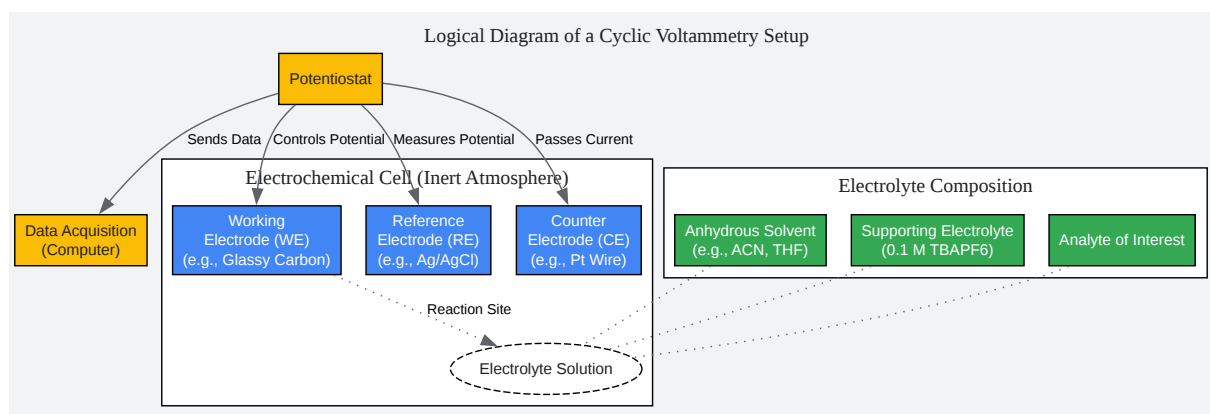 Logical Diagram of a Cyclic Voltammetry Setup
Potentiostat
Sends Data
Controls Potential
Measures Potential
Passes Current
Electrochemical Cell (Inert Atmosphere)
Electrolyte Composition
Data Acquisition
(Computer)
Working
Electrode (WE)
(e.g., Glassy Carbon)
Reference
Electrode (RE)
(e.g., Ag/AgCl)
Counter
Electrode (CE)
(e.g., Pt Wire)
Anhydrous Solvent
(e.g., ACN, THF)
Supporting Electrolyte
(0.1 M TBAPF6)
Analyte of Interest
Reaction Site
Electrolyte Solution